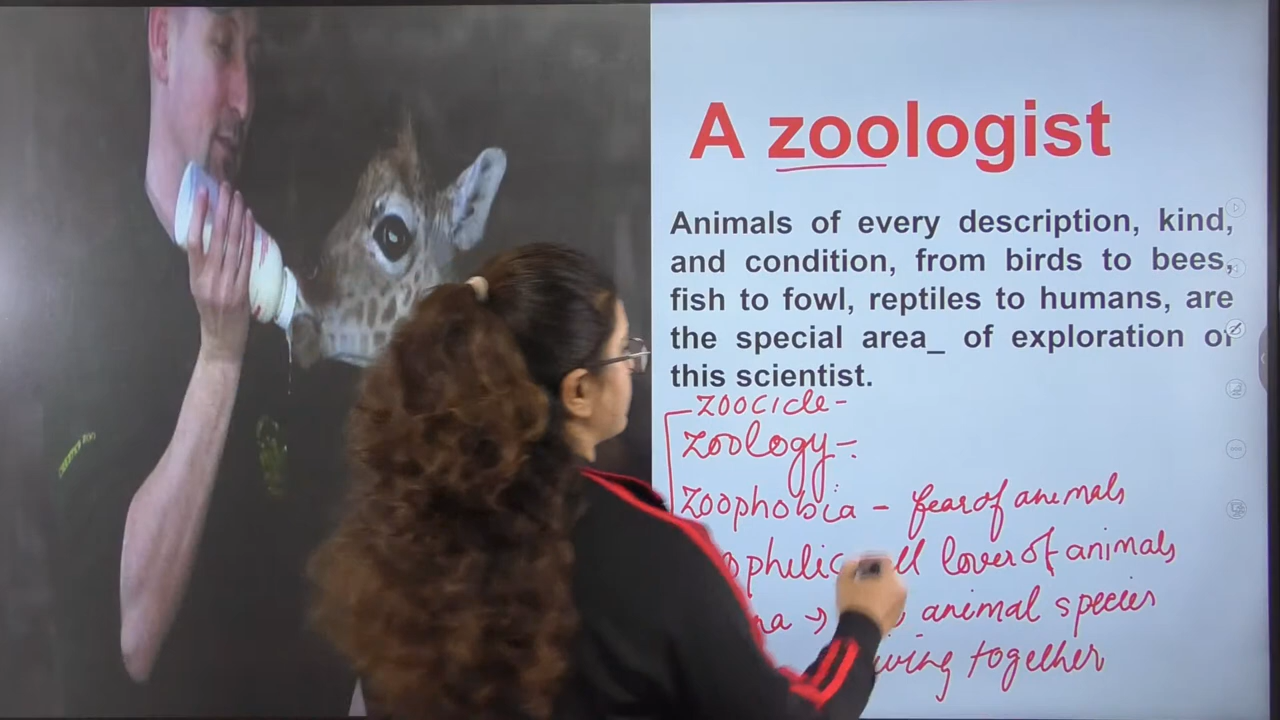 A zoologist
Animals of every description, kind,
and condition, from birds to bees,
fish to fowl, reptiles to humans, are
the special area_ of exploration of
this scientist.
zoocide-
zoology-
zoophobia - fear of animals
lover of animals
animal species
living together